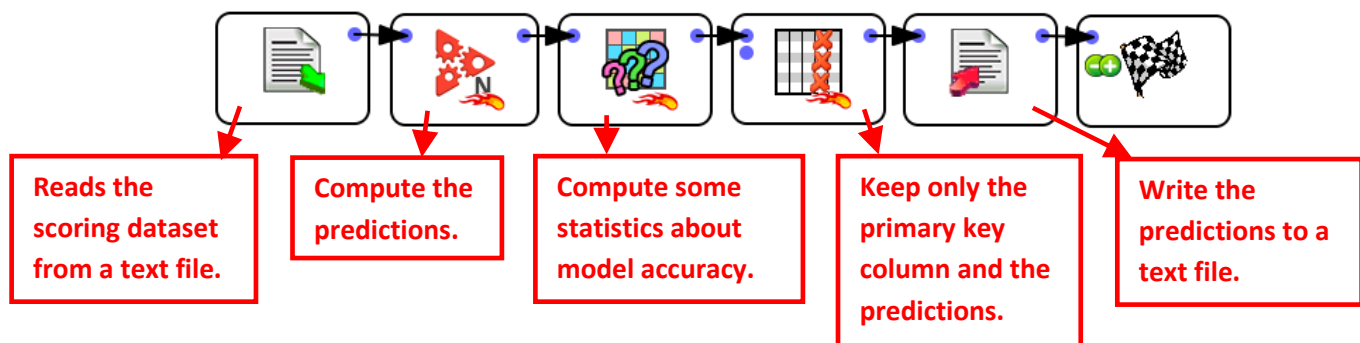 N
Reads the
scoring dataset
from a text file.
Compute the
predictions.
Compute some
statistics about
model accuracy.
Keep only the
primary key
column and the
predictions.
Write the
predictions to a
text file.